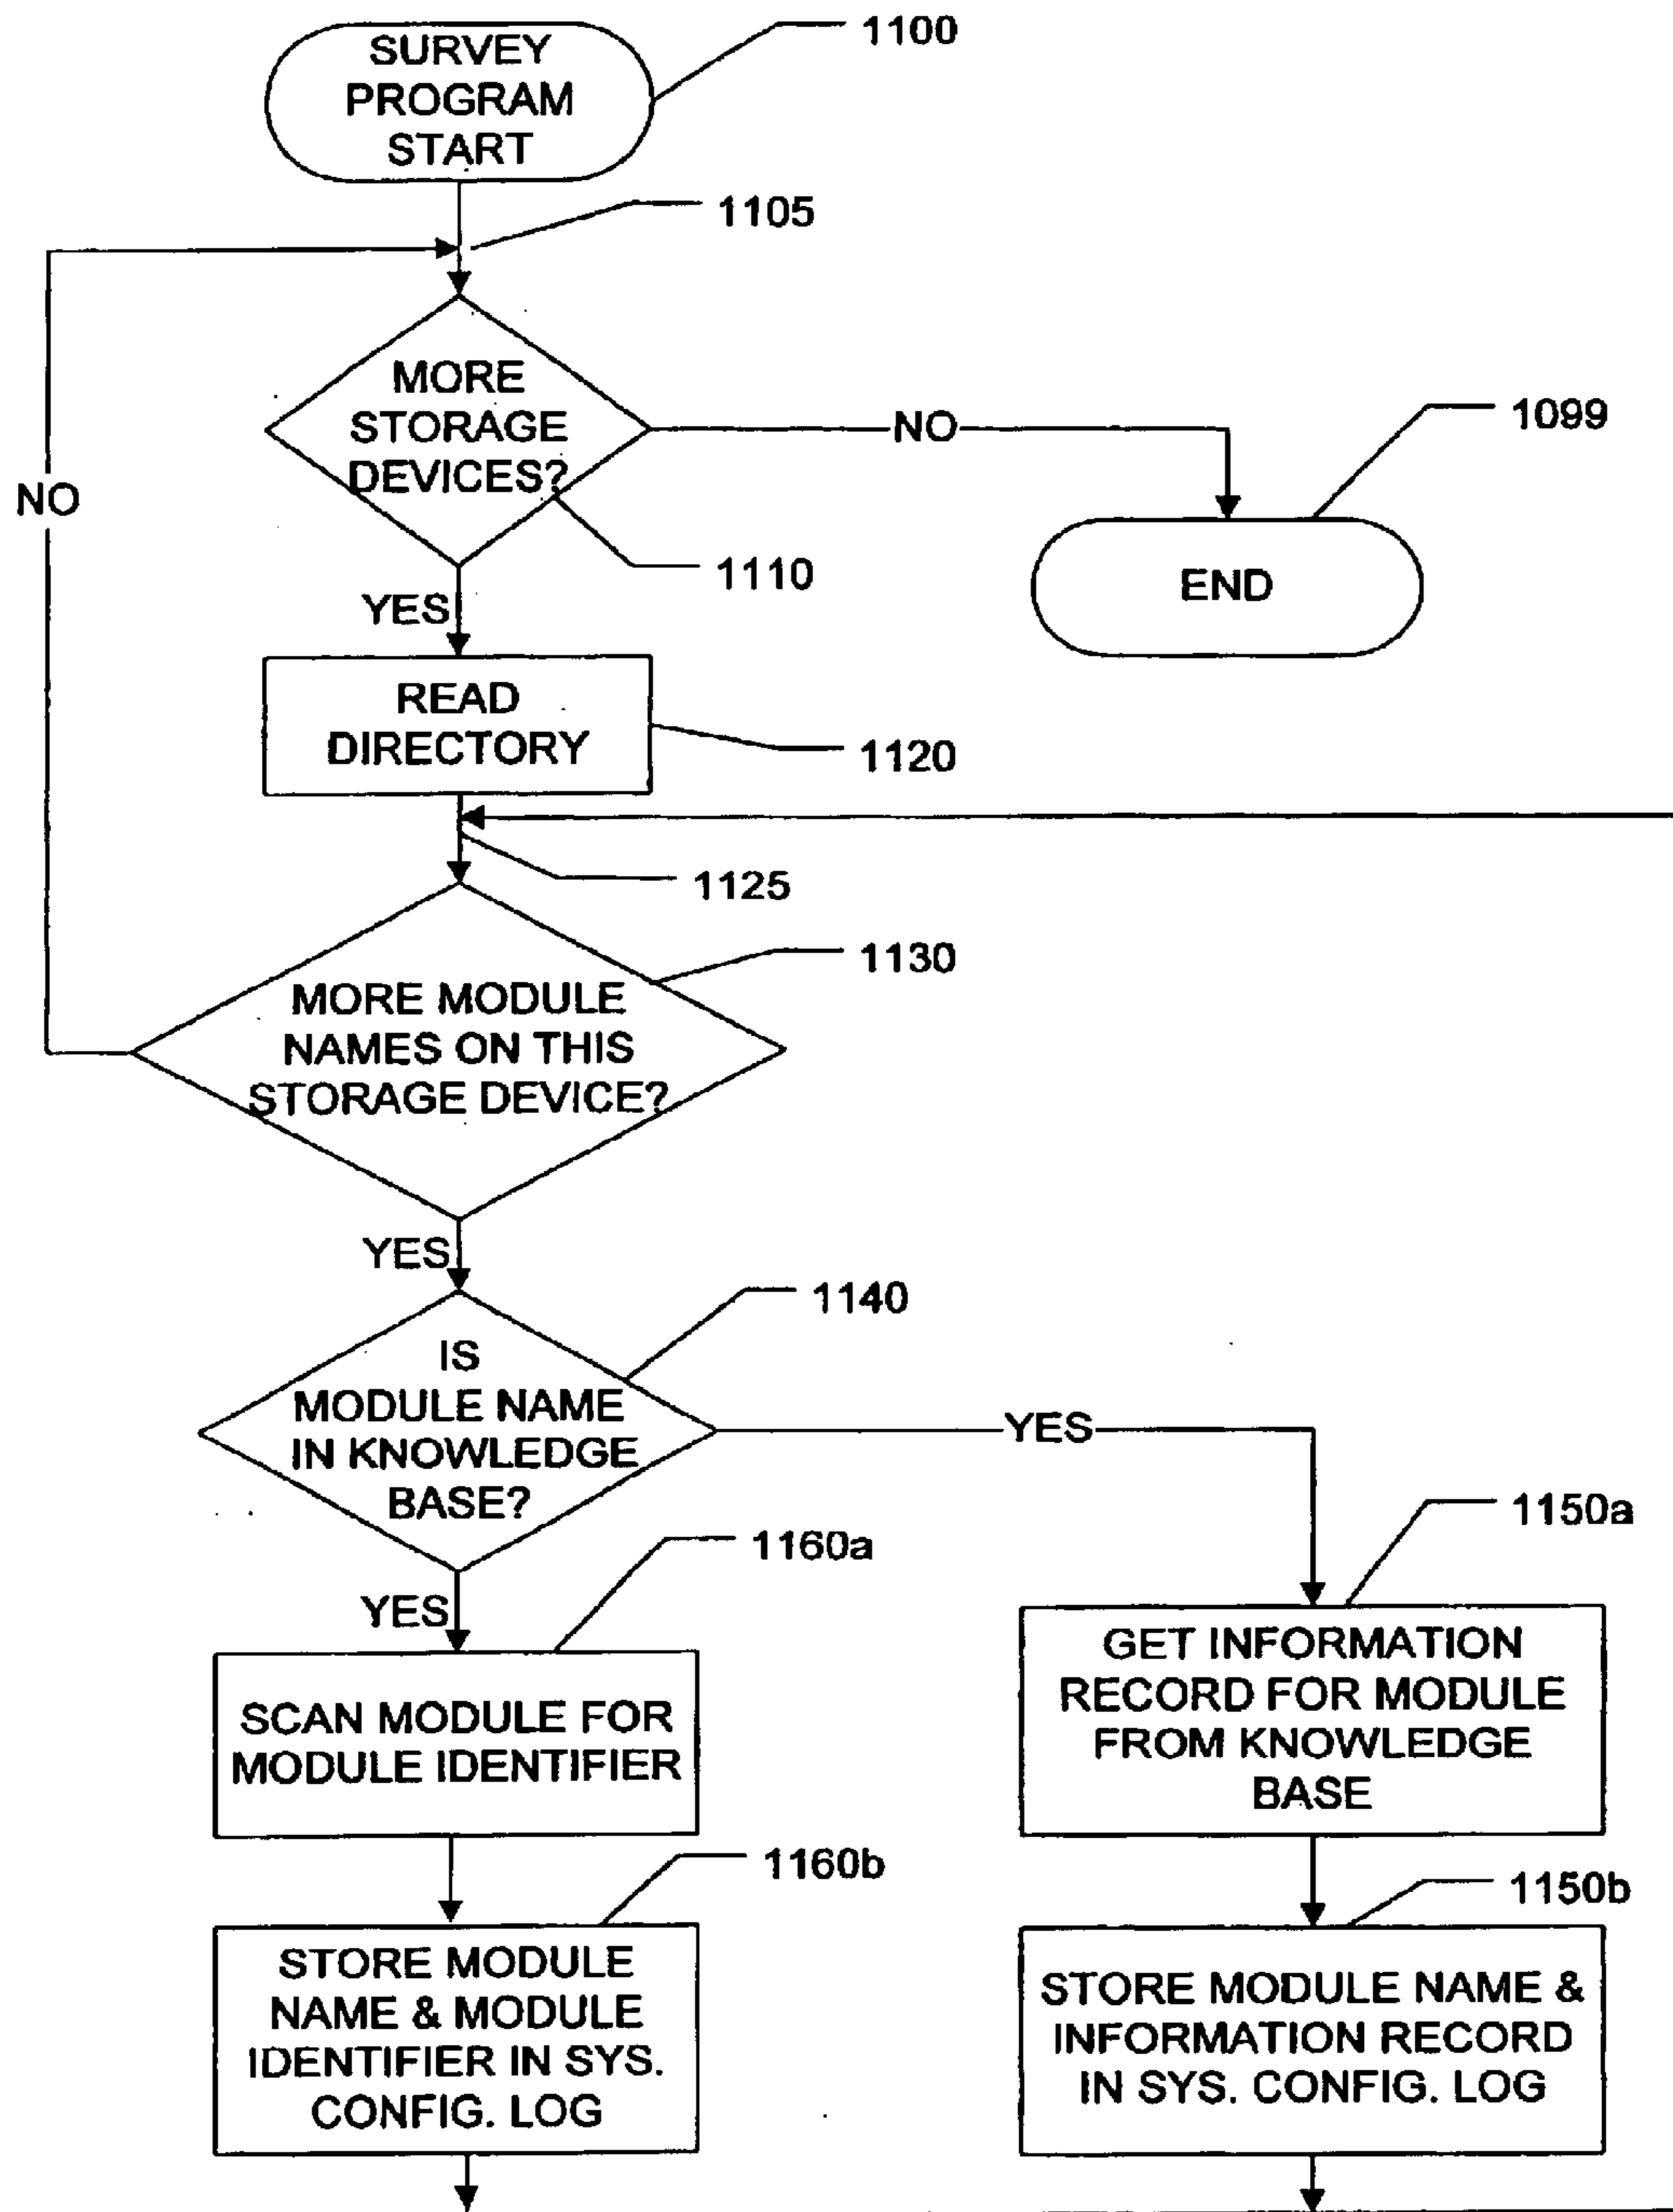 SURVEY
PROGRAM
START
1100
1105
MORE
STORAGE
DEVICES?
NO
1099
NO
1110
END
YES
READ
DIRECTORY
1120
1125
1130
MORE MODULE
NAMES ON THIS
STORAGE DEVICE?
YES
1140
IS
MODULE NAME
IN KNOWLEDGE
BASE?
YES
1160a
1150a
YES
SCAN MODULE FOR
MODULE IDENTIFIER
GET INFORMATION
RECORD FOR MODULE
FROM KNOWLEDGE
BASE
1160b
1150b
STORE MODULE
NAME & MODULE
IDENTIFIER IN SYS.
CONFIG. LOG
STORE MODULE NAME &
INFORMATION RECORD
IN SYS. CONFIG. LOG